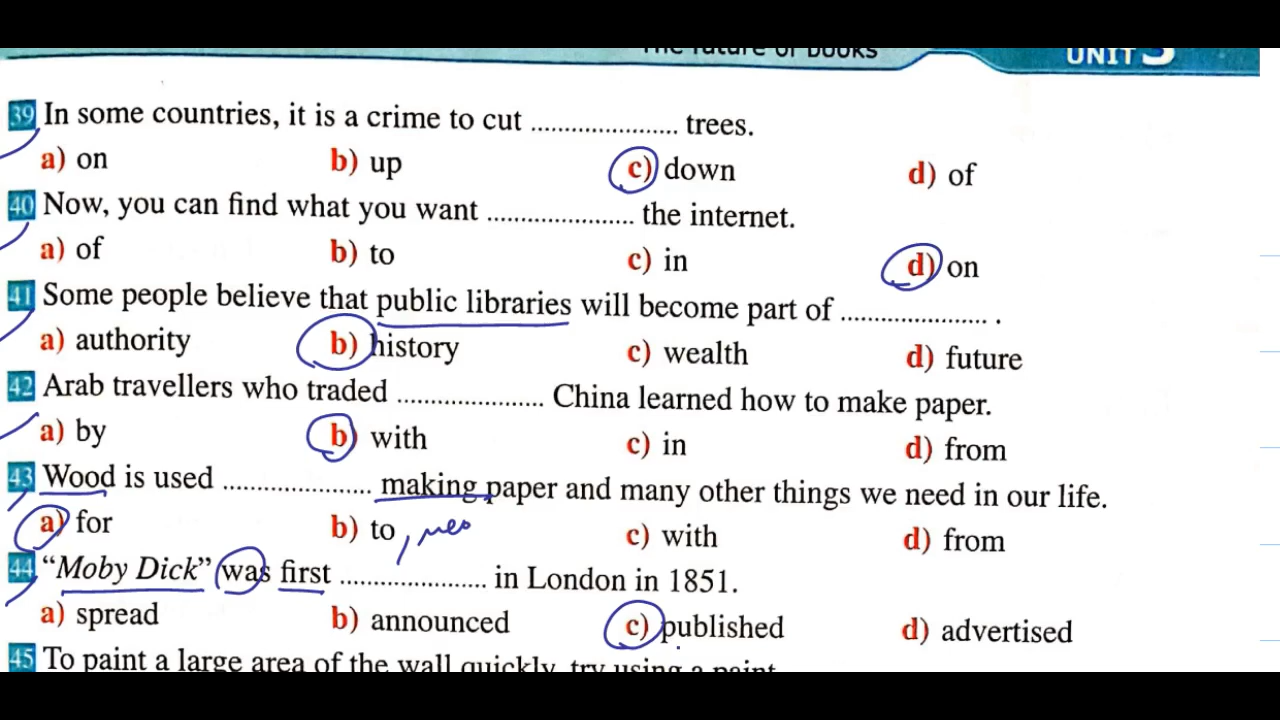 The future of books UNIT 3
39 In some countries, it is a crime to cut ...................... trees.
a) on b) up c) down d) of
40 Now, you can find what you want ...................... the internet.
a) of b) to c) in d) on
41 Some people believe that public libraries will become part of ...................... .
a) authority b) history c) wealth d) future
42 Arab travellers who traded ...................... China learned how to make paper.
a) by b) with c) in d) from
43 Wood is used ...................... making paper and many other things we need in our life.
a) for b) to c) with d) from
44 “Moby Dick” was first ...................... in London in 1851.
a) spread b) announced c) published d) advertised
45 To paint a large area of the wall quickly, try using a paint